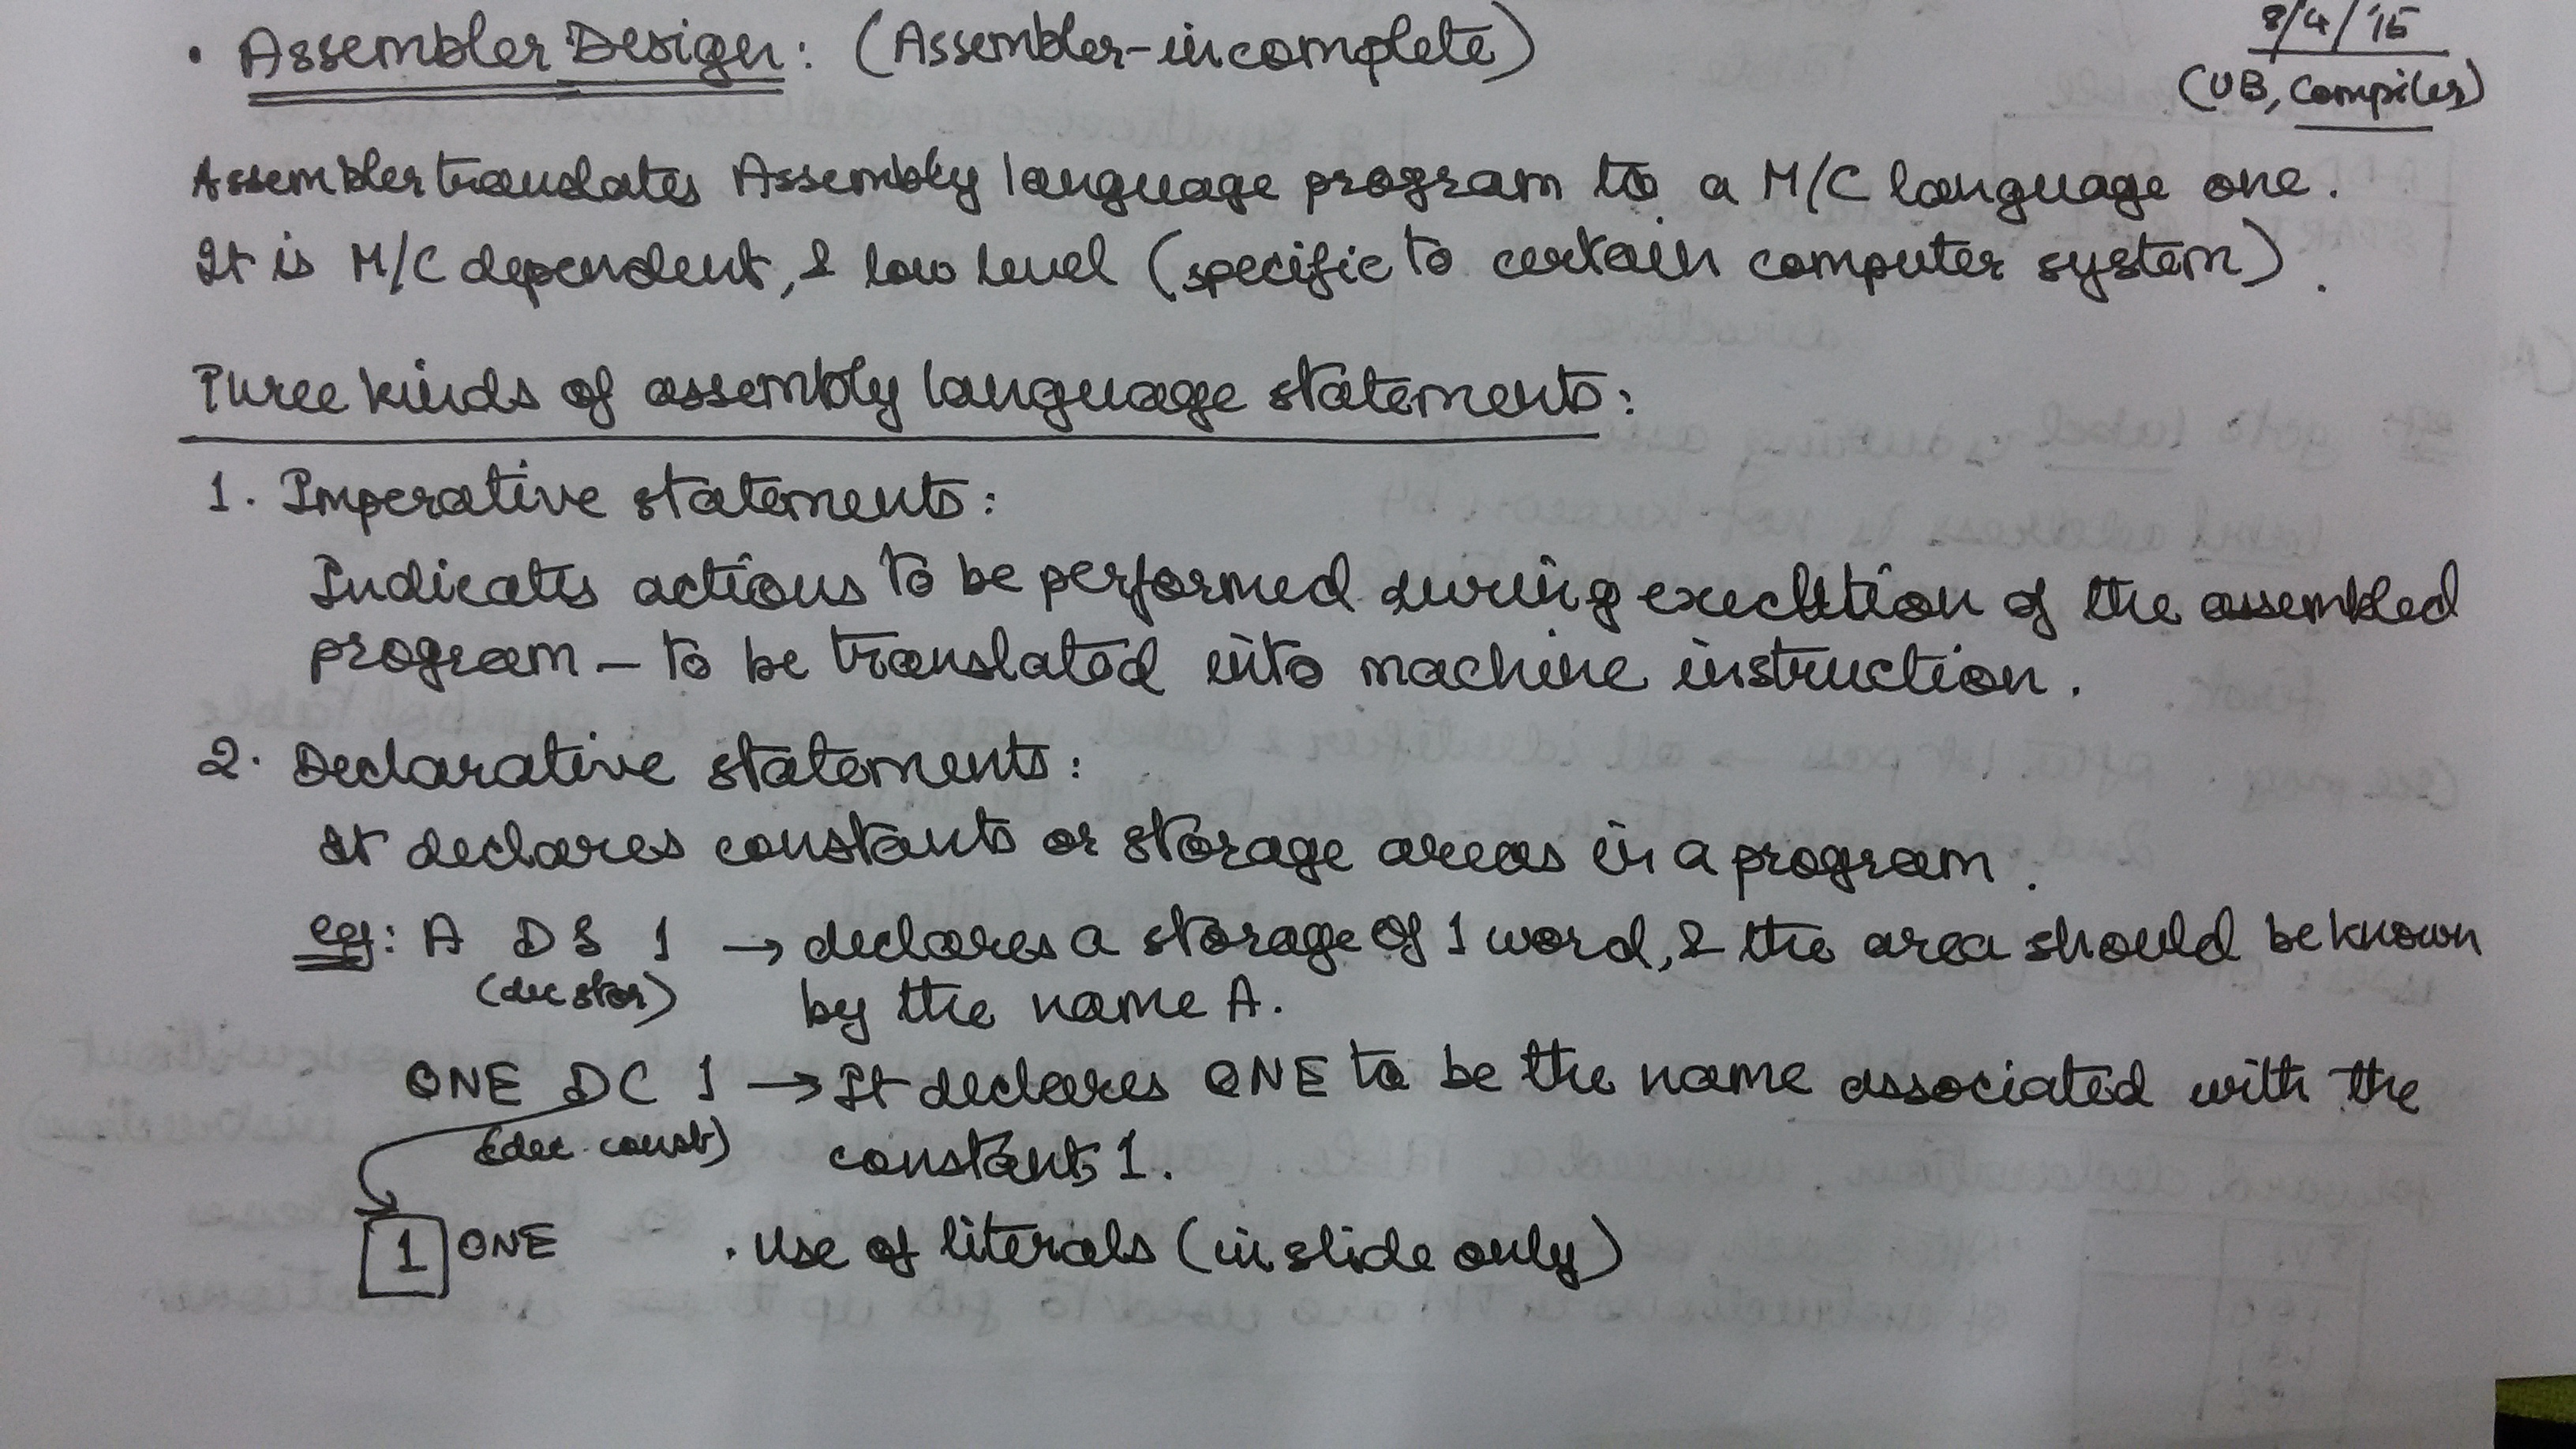 8/4/'15
• Assembler Design: (Assembler-incomplete)
(UB, Compiler)
Assembler translates Assembly language program to a M/C language one.
It is M/C dependent, & low level (specific to certain computer system).
Three kinds of assembly language statements:
1. Imperative statements:
Indicates actions to be performed during execution of the assembled
program – to be translated into machine instruction.
2. Declarative statements:
It declares constants or storage areas in a program.
eg: A DS 1 → declares a storage of 1 word, & the area should be known
(dec stor) by the name A.
ONE DC 1 → It declares ONE to be the name associated with the
(dec const) constant 1.
1 ONE . Use of literals (in slide only)